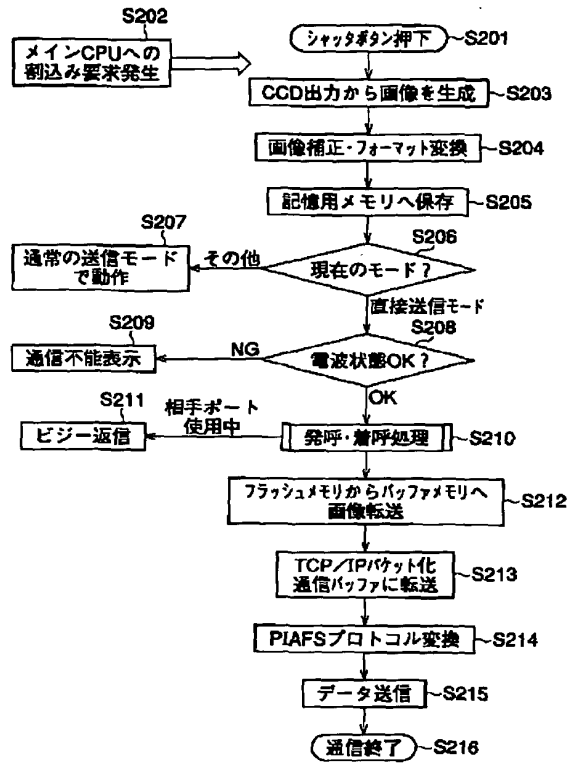 S202
メインCPUへの
割込み要求発生
シャッタボタン押下
S201
CCD出力から画像を生成
S203
画像補正・フォーマット変換
S204
記憶用メモリへ保存
S205
S206
現在のモード?
その他
S207
通常の送信モード
で動作
直接送信モード
S208
電波状態OK?
NG
S209
通信不能表示
OK
発呼・着呼処理
S210
相手ポート
使用中
S211
ビジー返信
フラッシュメモリからバッファメモリへ
画像転送
S212
TCP/IPパケット化
通信バッファに転送
S213
PIAFSプロトコル変換
S214
データ送信
S215
通信終了
S216